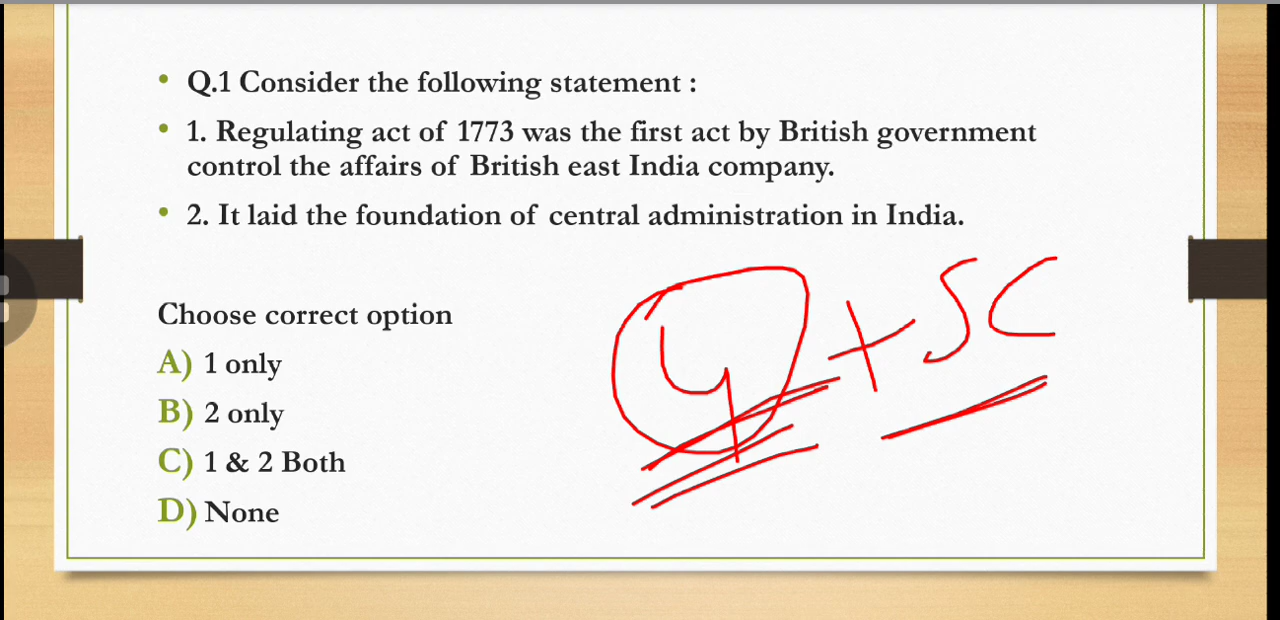 • Q.1 Consider the following statement :
• 1. Regulating act of 1773 was the first act by British government
control the affairs of British east India company.
• 2. It laid the foundation of central administration in India.
Choose correct option
A) 1 only
B) 2 only
C) 1 & 2 Both
D) None
4 + SC